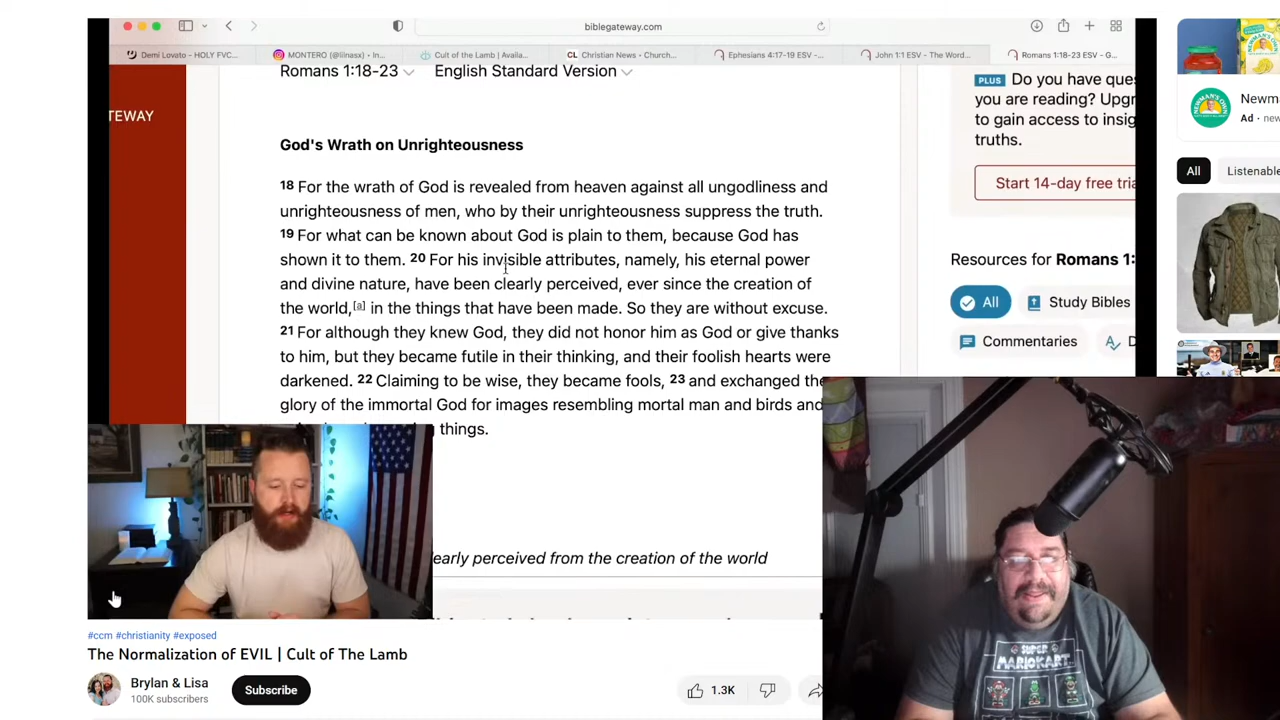 biblegateway.com
Demi Lovato - HOLY FVC...
MONTERO (@lilnasx) • In...
Cult of the Lamb | Availa...
CL Christian News - Church...
Ephesians 4:17-19 ESV -...
John 1:1 ESV - The Word...
Romans 1:18-23 ESV - G...
Romans 1:18-23 English Standard Version
TEWAY
God's Wrath on Unrighteousness
18 For the wrath of God is revealed from heaven against all ungodliness and
unrighteousness of men, who by their unrighteousness suppress the truth.
19 For what can be known about God is plain to them, because God has
shown it to them. 20 For his invisible attributes, namely, his eternal power
and divine nature, have been clearly perceived, ever since the creation of
the world,[a] in the things that have been made. So they are without excuse.
21 For although they knew God, they did not honor him as God or give thanks
to him, but they became futile in their thinking, and their foolish hearts were
darkened. 22 Claiming to be wise, they became fools, 23 and exchanged the
glory of the immortal God for images resembling mortal man and birds and
things.
early perceived from the creation of the world
PLUS Do you have ques
you are reading? Upgr
to gain access to insig
truths.
Start 14-day free tria
Resources for Romans 1:
All
Study Bibles
Commentaries
D
NEWMAN'S OWN
Newm
Ad · new
All
Listenable
SUPER
MARIOKART
#ccm #christianity #exposed
The Normalization of EVIL | Cult of The Lamb
Brylan & Lisa
100K subscribers
Subscribe
1.3K